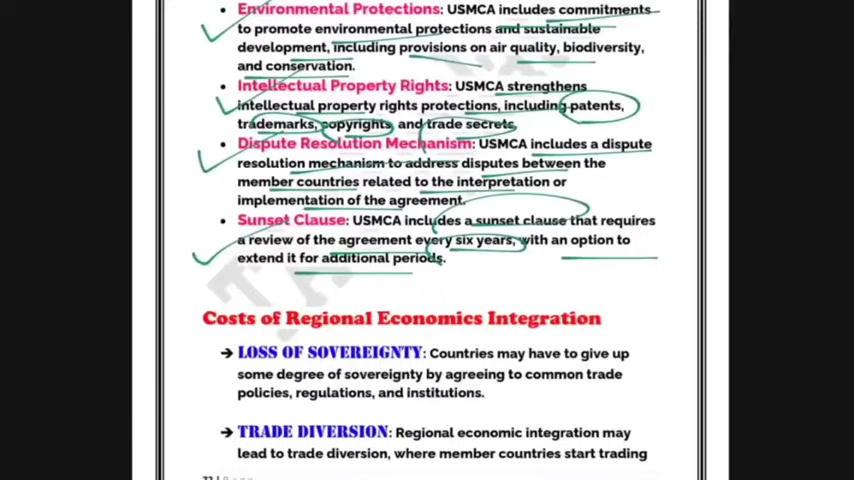 • Environmental Protections: USMCA includes commitments
to promote environmental protections and sustainable
development, including provisions on air quality, biodiversity,
and conservation.
• Intellectual Property Rights: USMCA strengthens
intellectual property rights protections, including patents,
trademarks, copyrights, and trade secrets.
• Dispute Resolution Mechanism: USMCA includes a dispute
resolution mechanism to address disputes between the
member countries related to the interpretation or
implementation of the agreement.
• Sunset Clause: USMCA includes a sunset clause that requires
a review of the agreement every six years, with an option to
extend it for additional periods.
Costs of Regional Economics Integration
➔ LOSS OF SOVEREIGNTY: Countries may have to give up
some degree of sovereignty by agreeing to common trade
policies, regulations, and institutions.
➔ TRADE DIVERSION: Regional economic integration may
lead to trade diversion, where member countries start trading